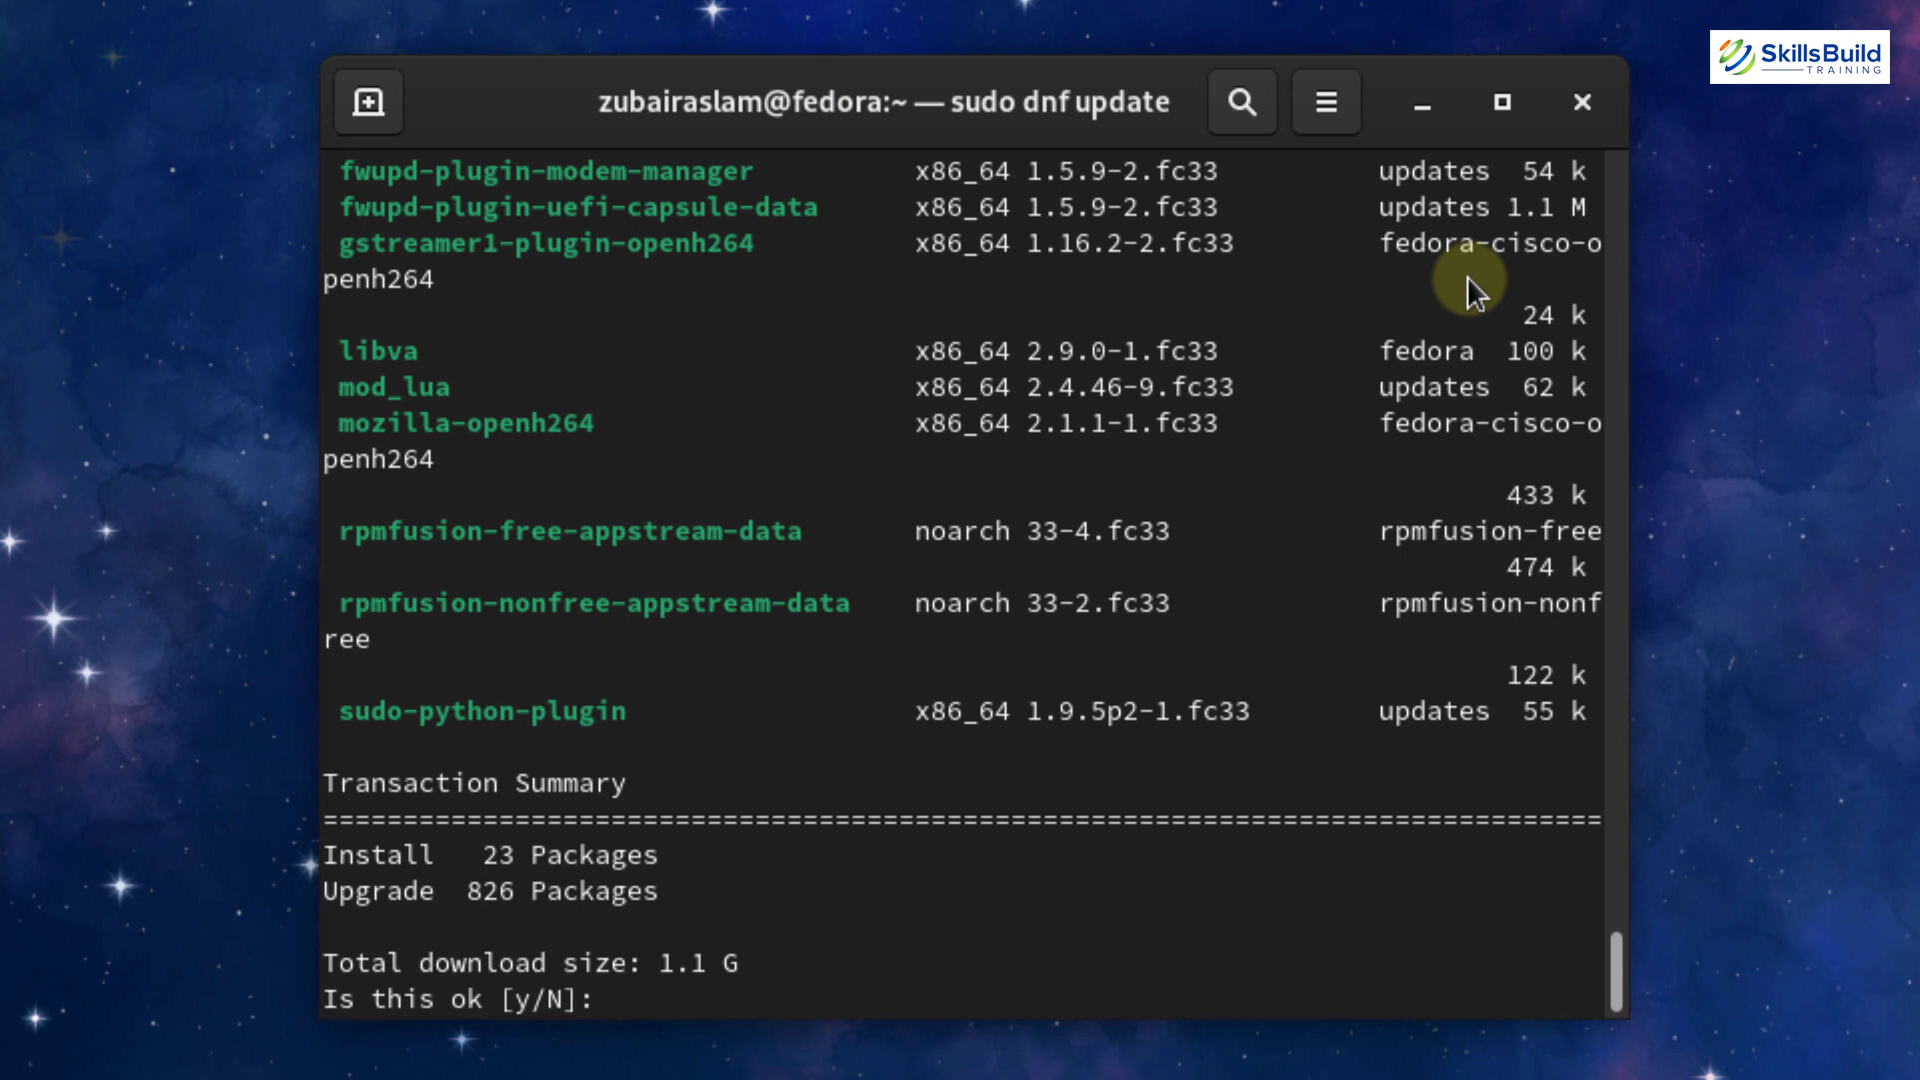 SkillsBuild
TRAINING
zubairaslam@fedora:~ — sudo dnf update
fwupd-plugin-modem-manager x86_64 1.5.9-2.fc33 updates 54 k
fwupd-plugin-uefi-capsule-data x86_64 1.5.9-2.fc33 updates 1.1 M
gstreamer1-plugin-openh264 x86_64 1.16.2-2.fc33 fedora-cisco-o
penh264
24 k
libva x86_64 2.9.0-1.fc33 fedora 100 k
mod_lua x86_64 2.4.46-9.fc33 updates 62 k
mozilla-openh264 x86_64 2.1.1-1.fc33 fedora-cisco-o
penh264
433 k
rpmfusion-free-appstream-data noarch 33-4.fc33 rpmfusion-free
474 k
rpmfusion-nonfree-appstream-data noarch 33-2.fc33 rpmfusion-nonf
ree
122 k
sudo-python-plugin x86_64 1.9.5p2-1.fc33 updates 55 k
Transaction Summary
================================================================================
Install 23 Packages
Upgrade 826 Packages
Total download size: 1.1 G
Is this ok [y/N]: